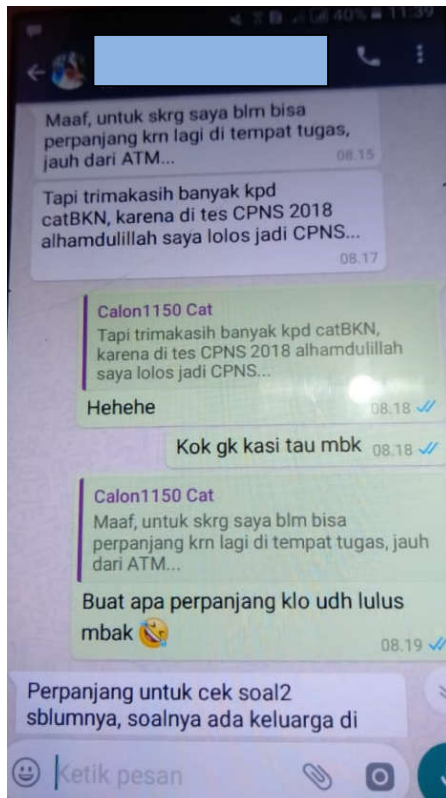 40% 11:39
Maaf, untuk skrg saya blm bisa
perpanjang krn lagi di tempat tugas,
jauh dari ATM...
08.15
Tapi trimakasih banyak kpd
catBKN, karena di tes CPNS 2018
alhamdulillah saya lolos jadi CPNS...
08.17
Calon1150 Cat
Tapi trimakasih banyak kpd catBKN,
karena di tes CPNS 2018 alhamdulillah
saya lolos jadi CPNS...
Hehehe 08.18
Kok gk kasi tau mbk 08.18
Calon1150 Cat
Maaf, untuk skrg saya blm bisa
perpanjang krn lagi di tempat tugas, jauh
dari ATM...
Buat apa perpanjang klo udh lulus
mbak 🤣
08.19
Perpanjang untuk cek soal2
sblumnya, soalnya ada keluarga di
Ketik pesan